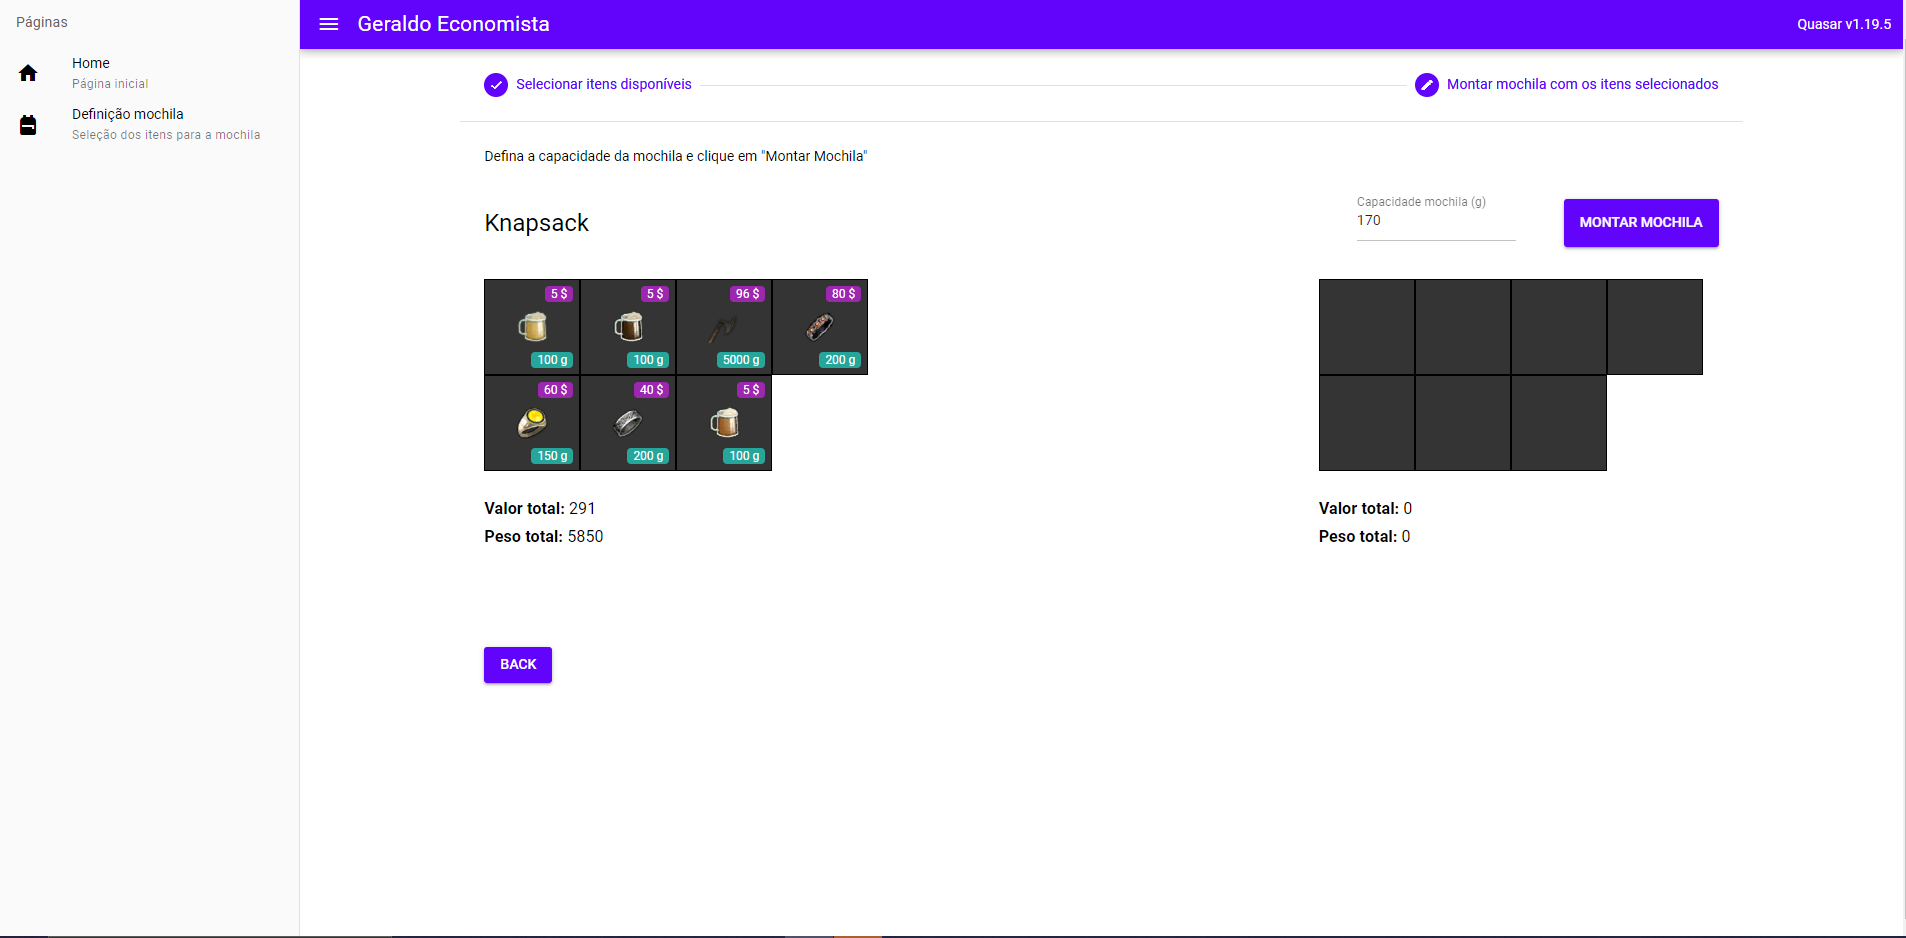 Páginas
Home
Página inicial
Definição mochila
Seleção dos itens para a mochila
Geraldo Economista
Quasar v1.19.5
Selecionar itens disponíveis
Montar mochila com os itens selecionados
Defina a capacidade da mochila e clique em "Montar Mochila"
Knapsack
Capacidade mochila (g)
170
MONTAR MOCHILA
5 $ 5 $ 96 $ 80 $
100 g 100 g 5000 g 200 g
60 $ 40 $ 5 $
150 g 200 g 100 g
Valor total: 291
Peso total: 5850
Valor total: 0
Peso total: 0
BACK